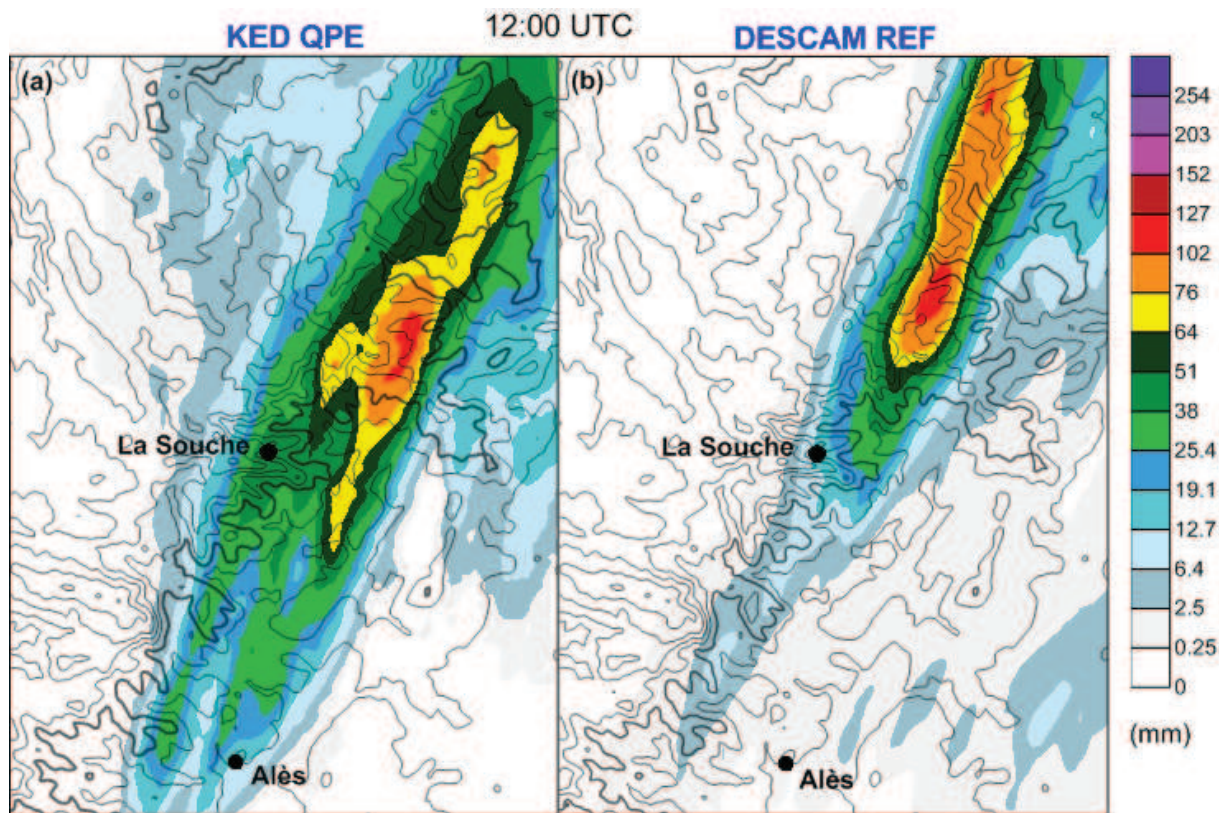 KED QPE
12:00 UTC
DESCAM REF
(a)
(b)
254
203
152
127
102
76
64
51
38
25.4
19.1
12.7
6.4
2.5
0.25
0
(mm)
La Souche
La Souche
Alès
Alès